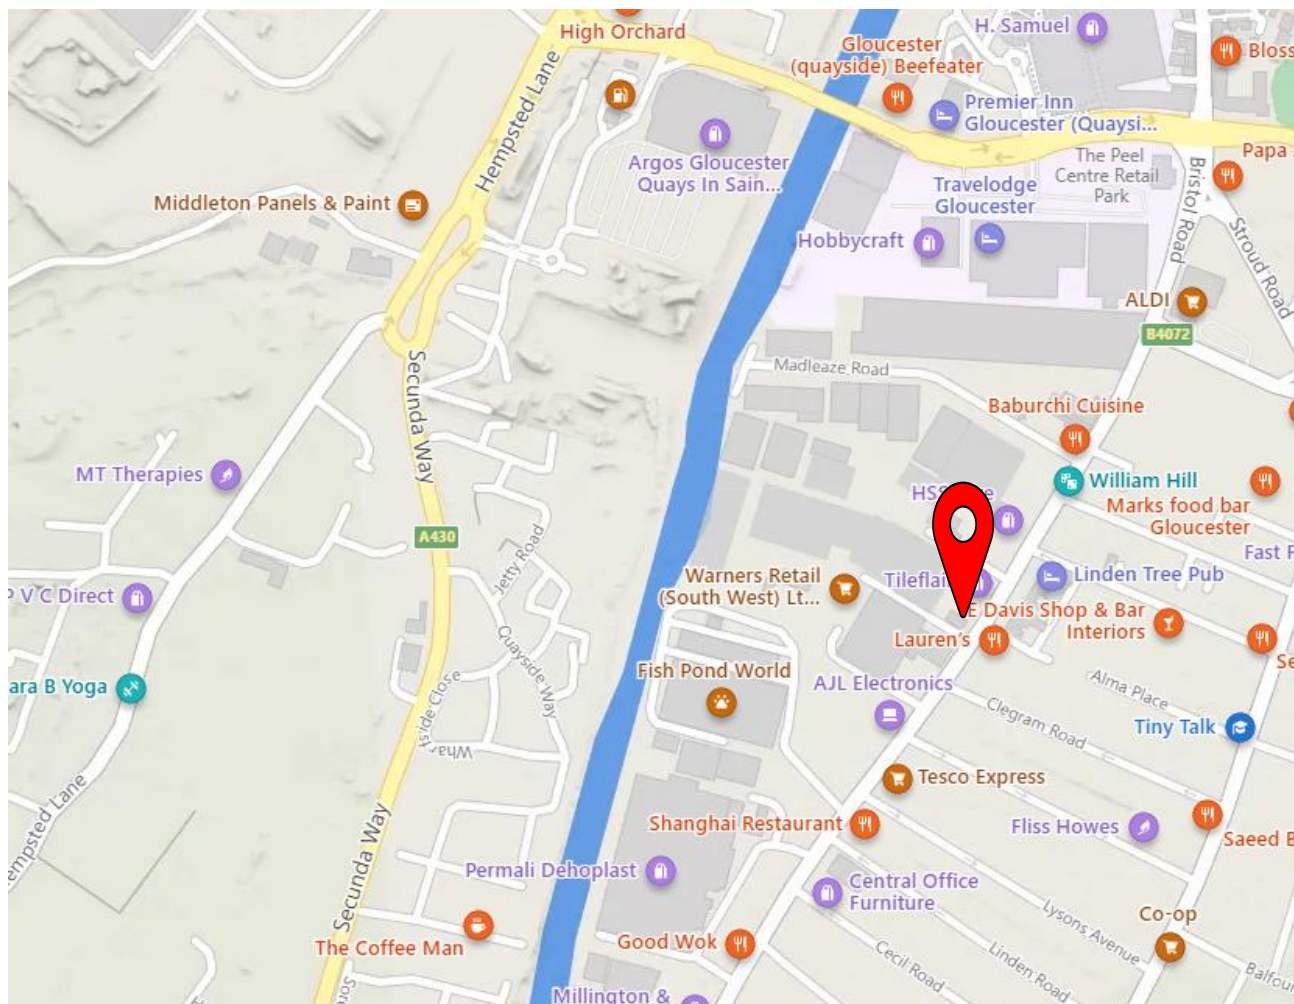 High Orchard
H. Samuel
Bloss
Gloucester
(quayside) Beefeater
Hempsted Lane
Premier Inn
Gloucester (Quaysi...
Argos Gloucester
Quays In Sain...
The Peel
Centre Retail
Park
Papa
Bristol Road
Travelodge
Gloucester
Middleton Panels & Paint
Hobbycraft
Stroud Road
ALDI
B4072
Secunda Way
Madleaze Road
Baburchi Cuisine
MT Therapies
William Hill
Marks food bar
Gloucester
A430
Jetty Road
Fast F
Warners Retail
(South West) Lt...
Tileflair
Linden Tree Pub
P V C Direct
E Davis Shop & Bar
Interiors
Lauren's
Quayside Way
Se
Fish Pond World
AJL Electronics
Alma Place
ara B Yoga
Clegram Road
Tiny Talk
Tesco Express
Hempsted Lane
Shanghai Restaurant
Fliss Howes
Saeed B
Secunda Way
Permali Dehoplast
Central Office
Furniture
Lysons Avenue
Co-op
The Coffee Man
Good Wok
Cecil Road
Linden Road
Balfou
Millington &